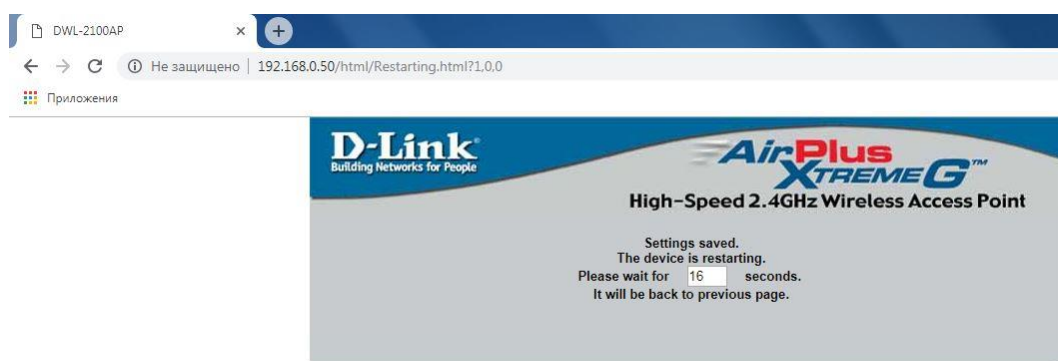 DWL-2100AP
Не защищено | 192.168.0.50/html/Restarting.html?1,0,0
Приложения
D-Link
Building Networks for People
AirPlus
XTREME G™
High-Speed 2.4GHz Wireless Access Point
Settings saved.
The device is restarting.
Please wait for 16 seconds.
It will be back to previous page.